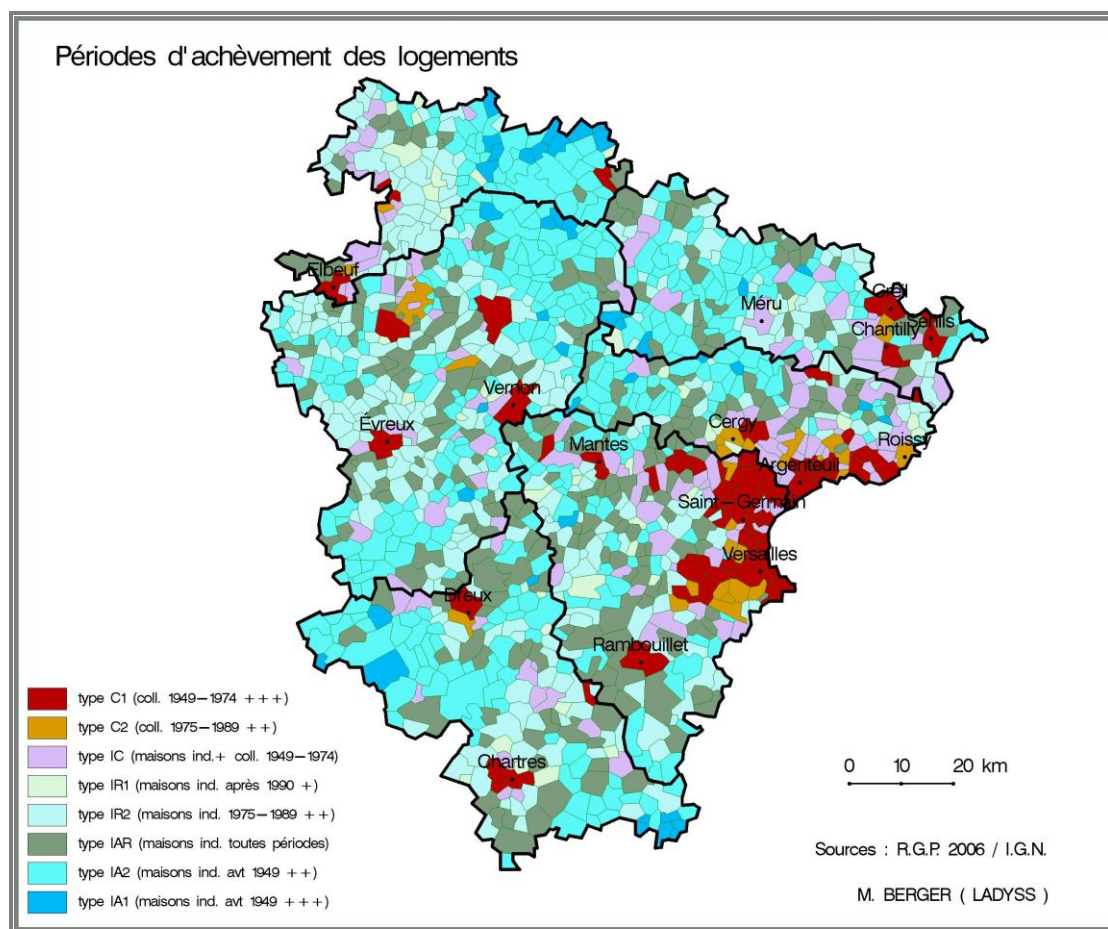 Périodes d'achèvement des logements
Elbeuf
Méru
Creil
Senlis
Chantilly
Vernon
Évreux
Mantes
Cergy
Roissy
Argenteuil
Saint-Germain
Versailles
Dreux
Rambouillet
Chartres
type C1 (coll. 1949-1974 +++)
type C2 (coll. 1975-1989 ++)
type IC (maisons ind.+ coll. 1949-1974)
type IR1 (maisons ind. après 1990 +)
type IR2 (maisons ind. 1975-1989 ++)
type IAR (maisons ind. toutes périodes)
type IA2 (maisons ind. avt 1949 ++)
type IA1 (maisons ind. avt 1949 +++)
0 10 20 km
Sources : R.G.P. 2006 / I.G.N.
M. BERGER ( LADYSS )